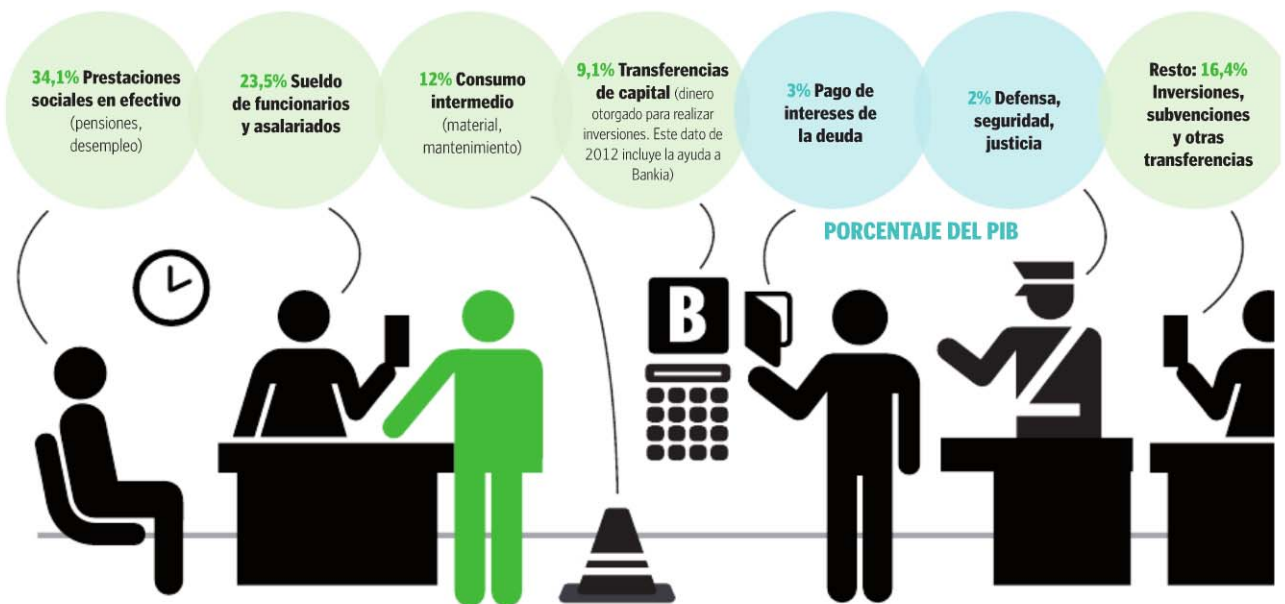 34,1% Prestaciones
sociales en efectivo
(pensiones,
desempleo)
23,5% Sueldo
de funcionarios
y asalariados
12% Consumo
intermedio
(material,
mantenimiento)
9,1% Transferencias
de capital (dinero
otorgado para realizar
inversiones. Este dato de
2012 incluye la ayuda a
Bankia)
3% Pago de
intereses de
la deuda
2% Defensa,
seguridad,
justicia
Resto: 16,4%
Inversiones,
subvenciones
y otras
transferencias
PORCENTAJE DEL PIB
B